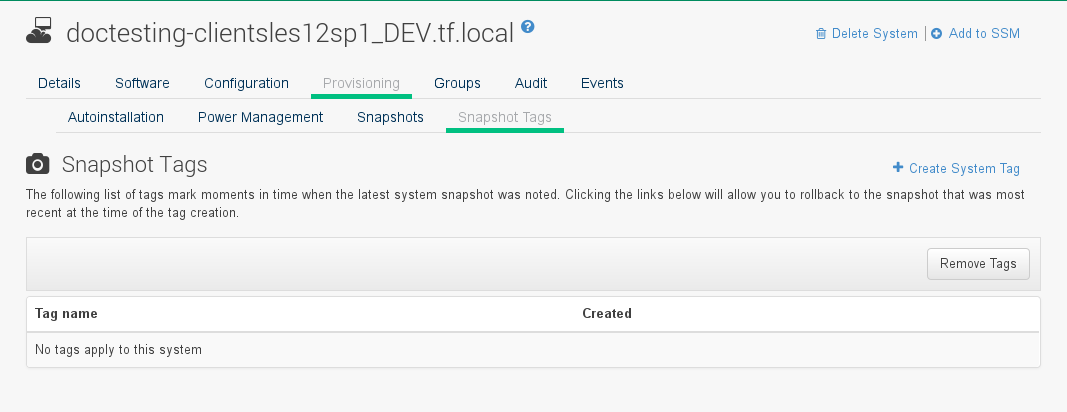 doctesting-clientsles12sp1_DEV.tf.local ?
Delete System | Add to SSM
Details Software Configuration Provisioning Groups Audit Events
Autoinstallation Power Management Snapshots Snapshot Tags
Snapshot Tags
Create System Tag
The following list of tags mark moments in time when the latest system snapshot was noted. Clicking the links below will allow you to rollback to the snapshot that was most
recent at the time of the tag creation.
Remove Tags
Tag name Created
No tags apply to this system